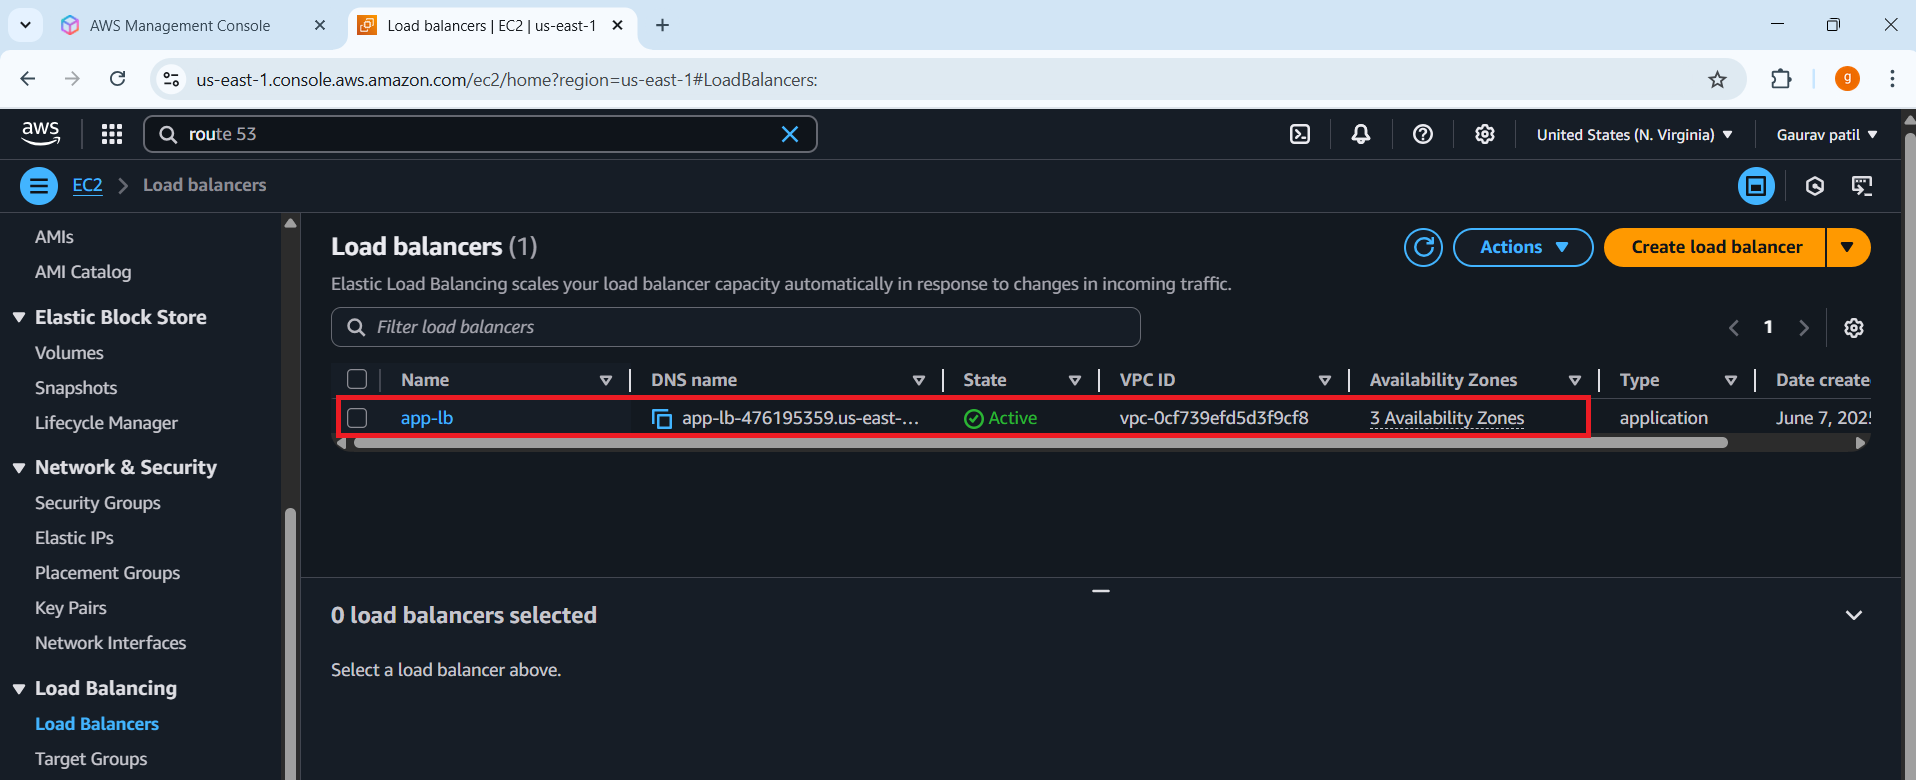 AWS Management Console
Load balancers | EC2 | us-east-1
us-east-1.console.aws.amazon.com/ec2/home?region=us-east-1#LoadBalancers:
g
aws
route 53
United States (N. Virginia)
Gaurav patil
EC2
Load balancers
AMIs
AMI Catalog
Elastic Block Store
Volumes
Snapshots
Lifecycle Manager
Network & Security
Security Groups
Elastic IPs
Placement Groups
Key Pairs
Network Interfaces
Load Balancing
Load Balancers
Target Groups
Load balancers (1)
Actions
Create load balancer
Elastic Load Balancing scales your load balancer capacity automatically in response to changes in incoming traffic.
Filter load balancers
1
Name DNS name State VPC ID Availability Zones Type Date create
app-lb app-lb-476195359.us-east-... Active vpc-0cf739efd5d3f9cf8 3 Availability Zones application June 7, 202
0 load balancers selected
Select a load balancer above.